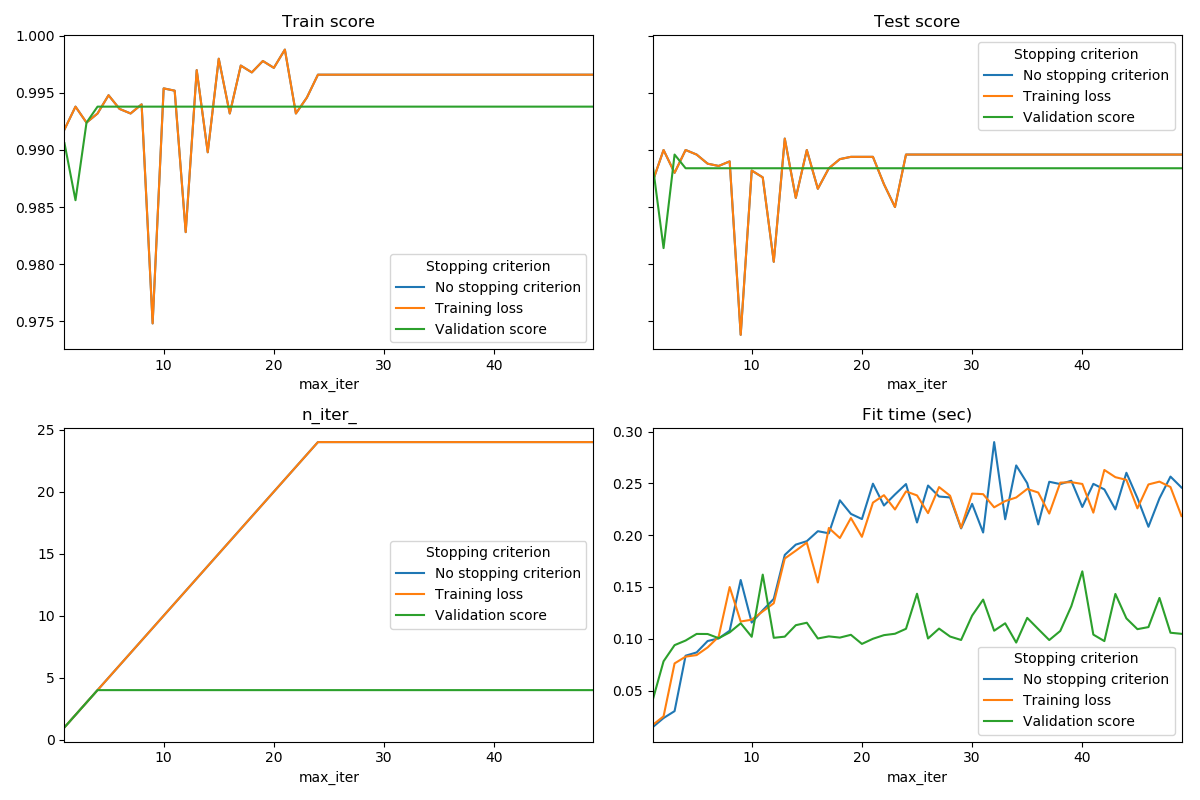 Train score
1.000
0.995
0.990
0.985
0.980
0.975
Stopping criterion
No stopping criterion
Training loss
Validation score
10 20 30 40
max_iter
Test score
Stopping criterion
No stopping criterion
Training loss
Validation score
10 20 30 40
max_iter
n_iter_
25
20
15
10
5
0
Stopping criterion
No stopping criterion
Training loss
Validation score
10 20 30 40
max_iter
Fit time (sec)
0.30
0.25
0.20
0.15
0.10
0.05
Stopping criterion
No stopping criterion
Training loss
Validation score
10 20 30 40
max_iter